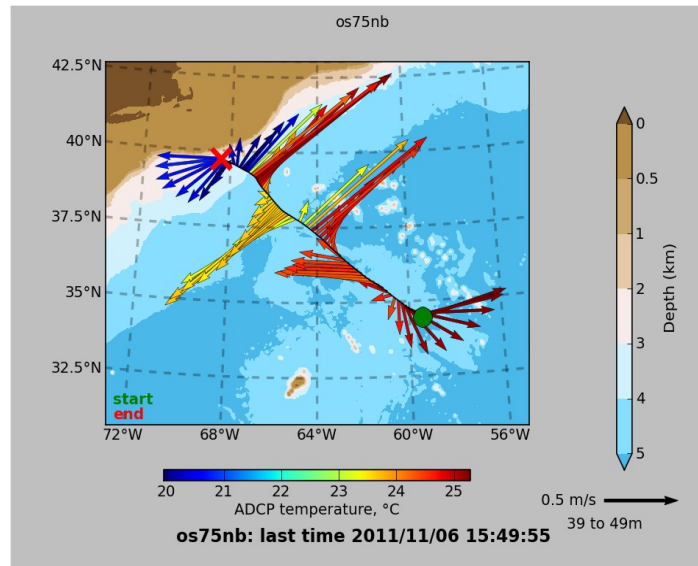 os75nb
42.5°N
40°N
37.5°N
35°N
32.5°N
start
end
72°W 68°W 64°W 60°W 56°W
0
0.5
1
2
3
4
5
Depth (km)
20 21 22 23 24 25
ADCP temperature, °C
0.5 m/s
39 to 49m
os75nb: last time 2011/11/06 15:49:55